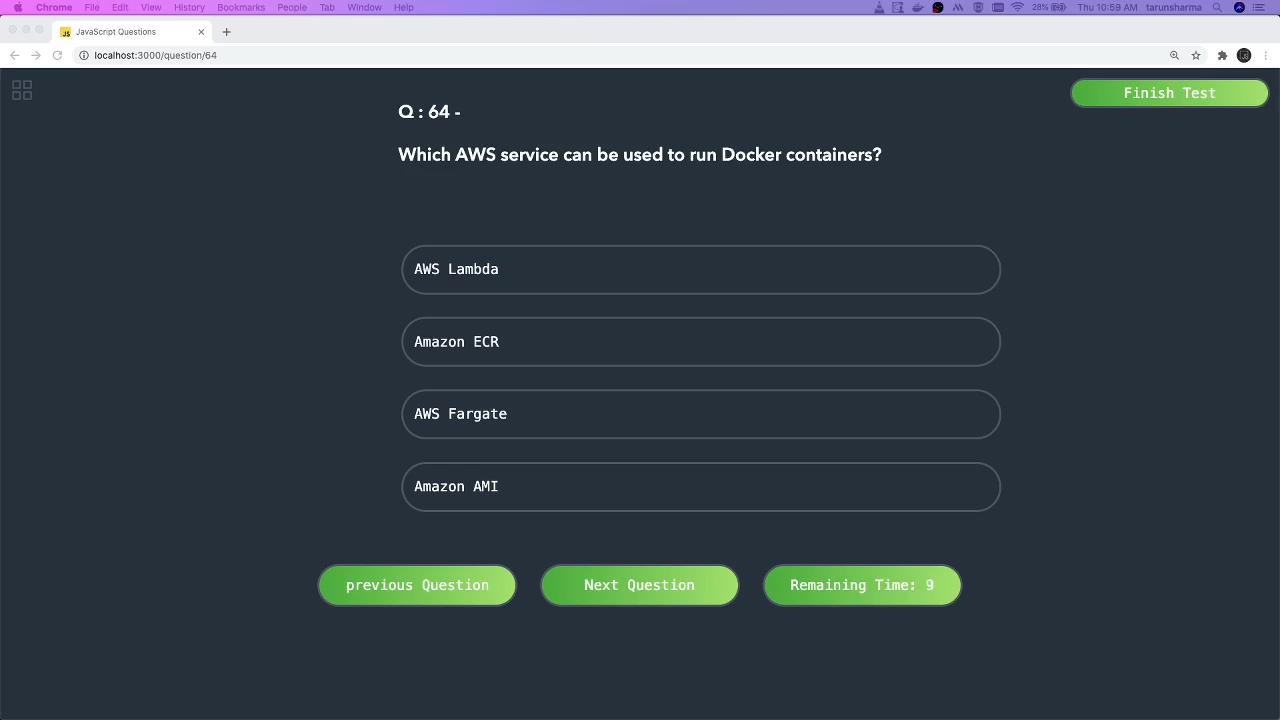 Chrome File Edit View History Bookmarks People Tab Window Help 28% Thu 10:59 AM tarunsharma
JS JavaScript Questions
localhost:3000/question/64
Finish Test
Q : 64 -
Which AWS service can be used to run Docker containers?
AWS Lambda
Amazon ECR
AWS Fargate
Amazon AMI
previous Question Next Question Remaining Time: 9